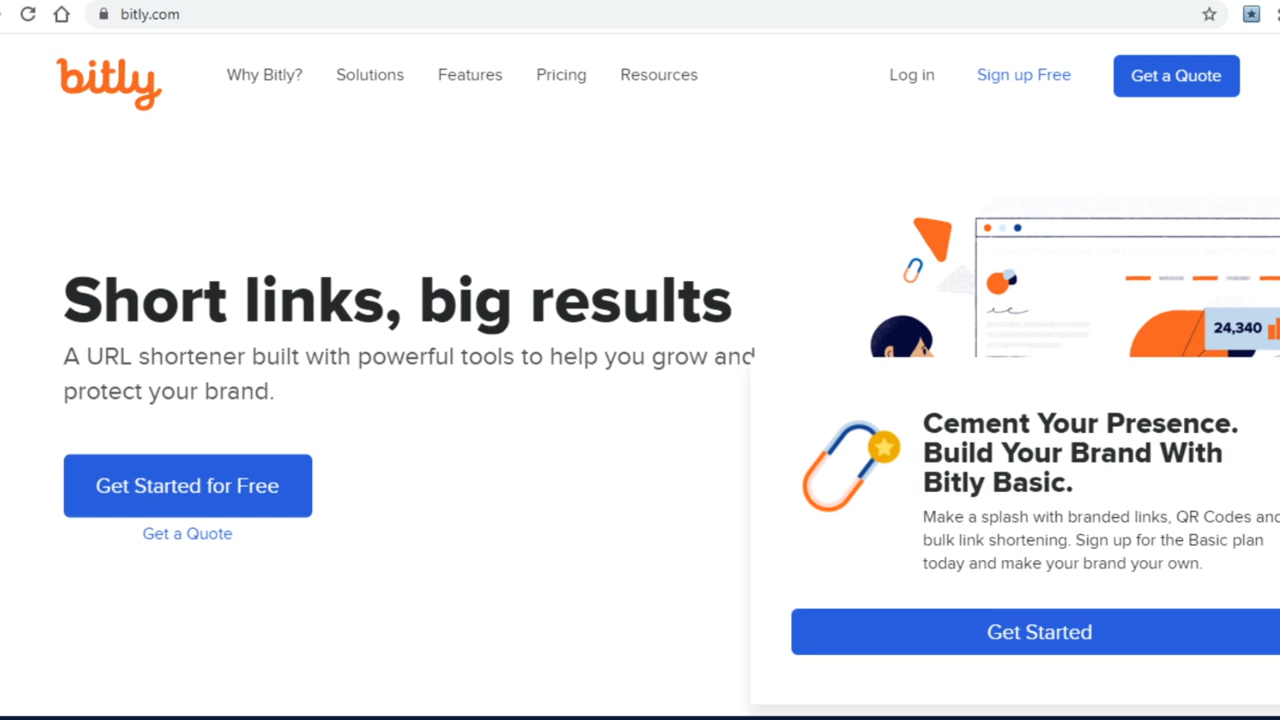 bitly.com
bitly
Why Bitly?
Solutions
Features
Pricing
Resources
Log in
Sign up Free
Get a Quote
Short links, big results
A URL shortener built with powerful tools to help you grow and
protect your brand.
Get Started for Free
Get a Quote
24,340
Cement Your Presence.
Build Your Brand With
Bitly Basic.
Make a splash with branded links, QR Codes and
bulk link shortening. Sign up for the Basic plan
today and make your brand your own.
Get Started